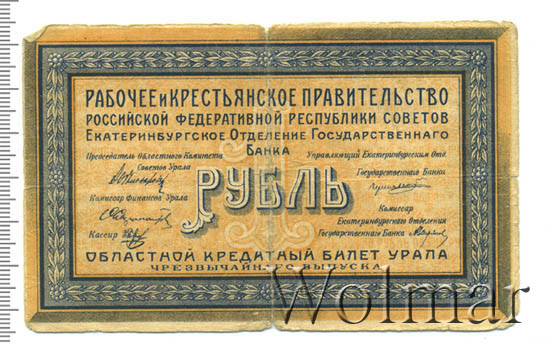 РАБОЧЕЕ и КРЕСТЬЯНСКОЕ ПРАВИТЕЛЬСТВО
РОССИЙСКОЙ ФЕДЕРАТИВНОЙ РЕСПУБЛИКИ СОВЕТОВ
ЕКАТЕРИНБУРГСКОЕ ОТДЕЛЕНИЕ ГОСУДАРСТВЕННАГО
БАНКА
Председатель Областного Комитета
Советов Урала
Управляющий Екатеринбургским Отд.
Государственнаго Банка
РУБЛЬ
Комиссар Финансов Урала
Комиссар
Екатеринбургского Отделения
Государственнаго Банка
Кассир
ОБЛАСТНОЙ КРЕДИТНЫЙ БИЛЕТ УРАЛА
ЧРЕЗВЫЧАЙНАГО ВЫПУСКА
Wolmar